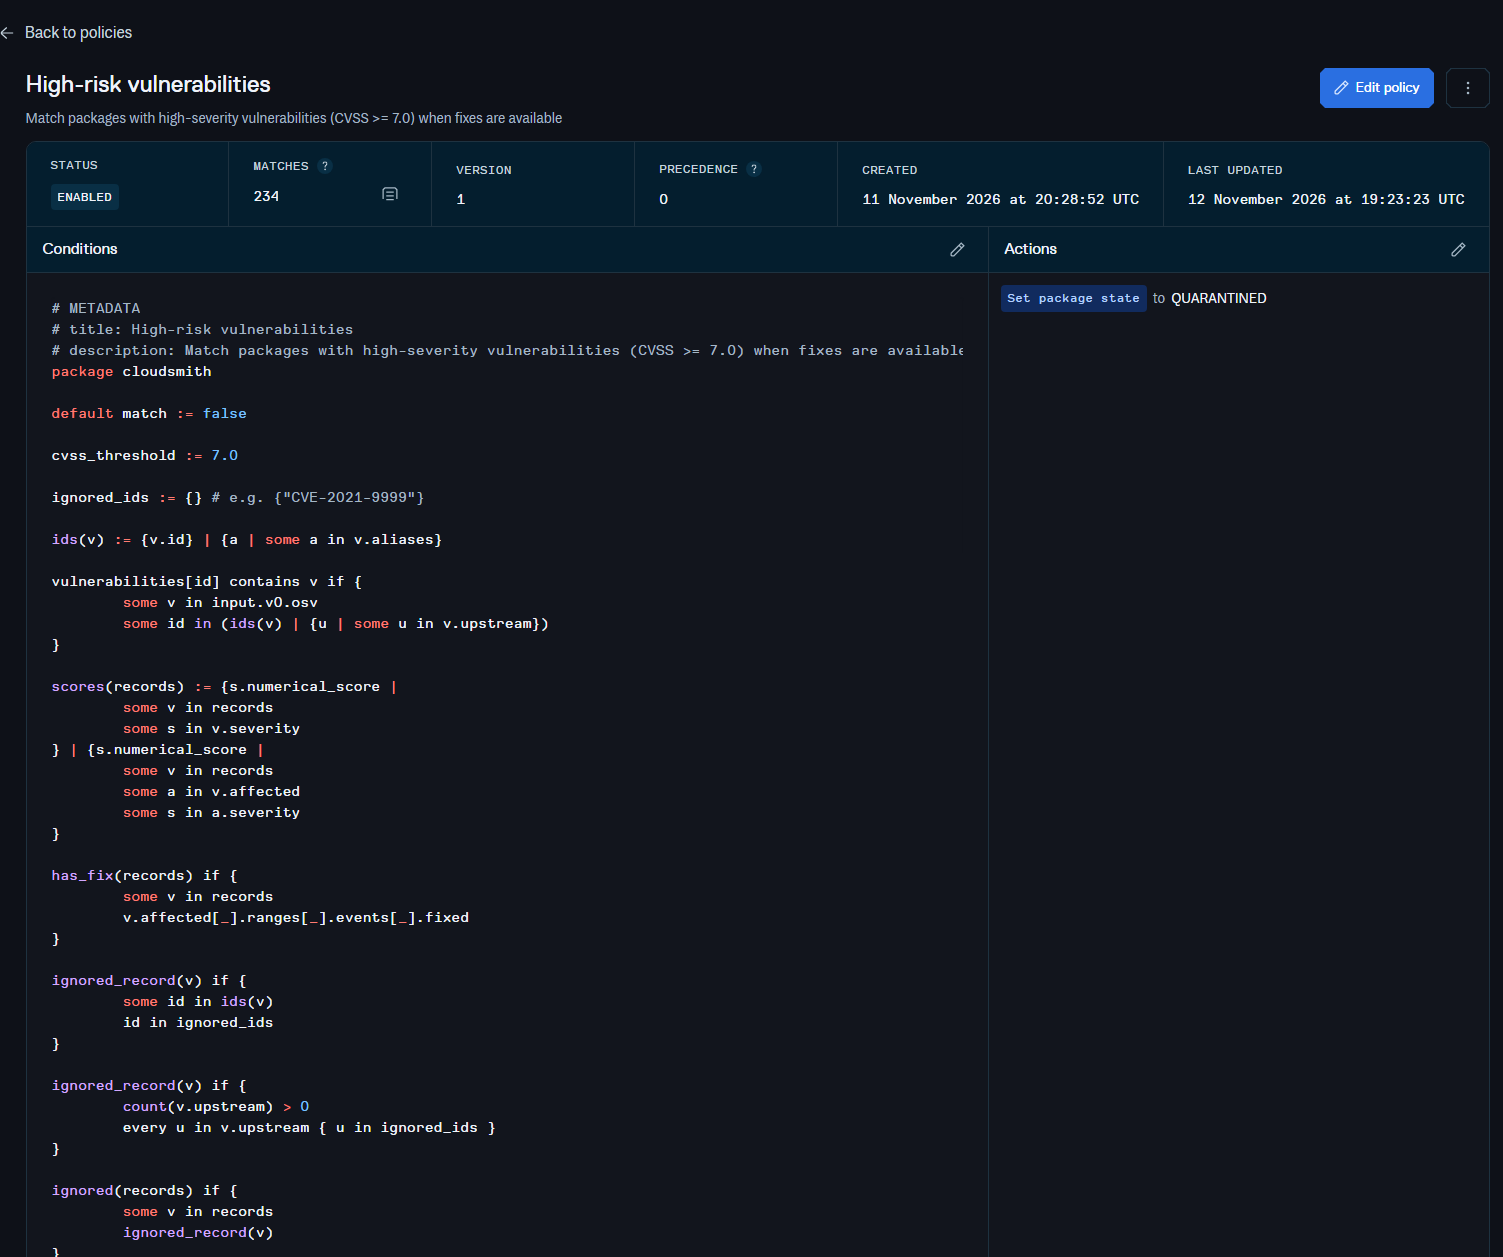 Back to policies
High-risk vulnerabilities
Edit policy
Match packages with high-severity vulnerabilities (CVSS >= 7.0) when fixes are available
STATUS
ENABLED
MATCHES ?
234
VERSION
1
PRECEDENCE ?
0
CREATED
11 November 2026 at 20:28:52 UTC
LAST UPDATED
12 November 2026 at 19:23:23 UTC
Conditions
# METADATA
# title: High-risk vulnerabilities
# description: Match packages with high-severity vulnerabilities (CVSS >= 7.0) when fixes are available
package cloudsmith
default match := false
cvss_threshold := 7.0
ignored_ids := {} # e.g. {"CVE-2021-9999"}
ids(v) := {v.id} | {a | some a in v.aliases}
vulnerabilities[id] contains v if {
some v in input.v0.osv
some id in (ids(v) | {u | some u in v.upstream})
}
scores(records) := {s.numerical_score |
some v in records
some s in v.severity
} | {s.numerical_score |
some v in records
some a in v.affected
some s in a.severity
}
has_fix(records) if {
some v in records
v.affected[_].ranges[_].events[_].fixed
}
ignored_record(v) if {
some id in ids(v)
id in ignored_ids
}
ignored_record(v) if {
count(v.upstream) > 0
every u in v.upstream { u in ignored_ids }
}
ignored(records) if {
some v in records
ignored_record(v)
}
Actions
Set package state to QUARANTINED